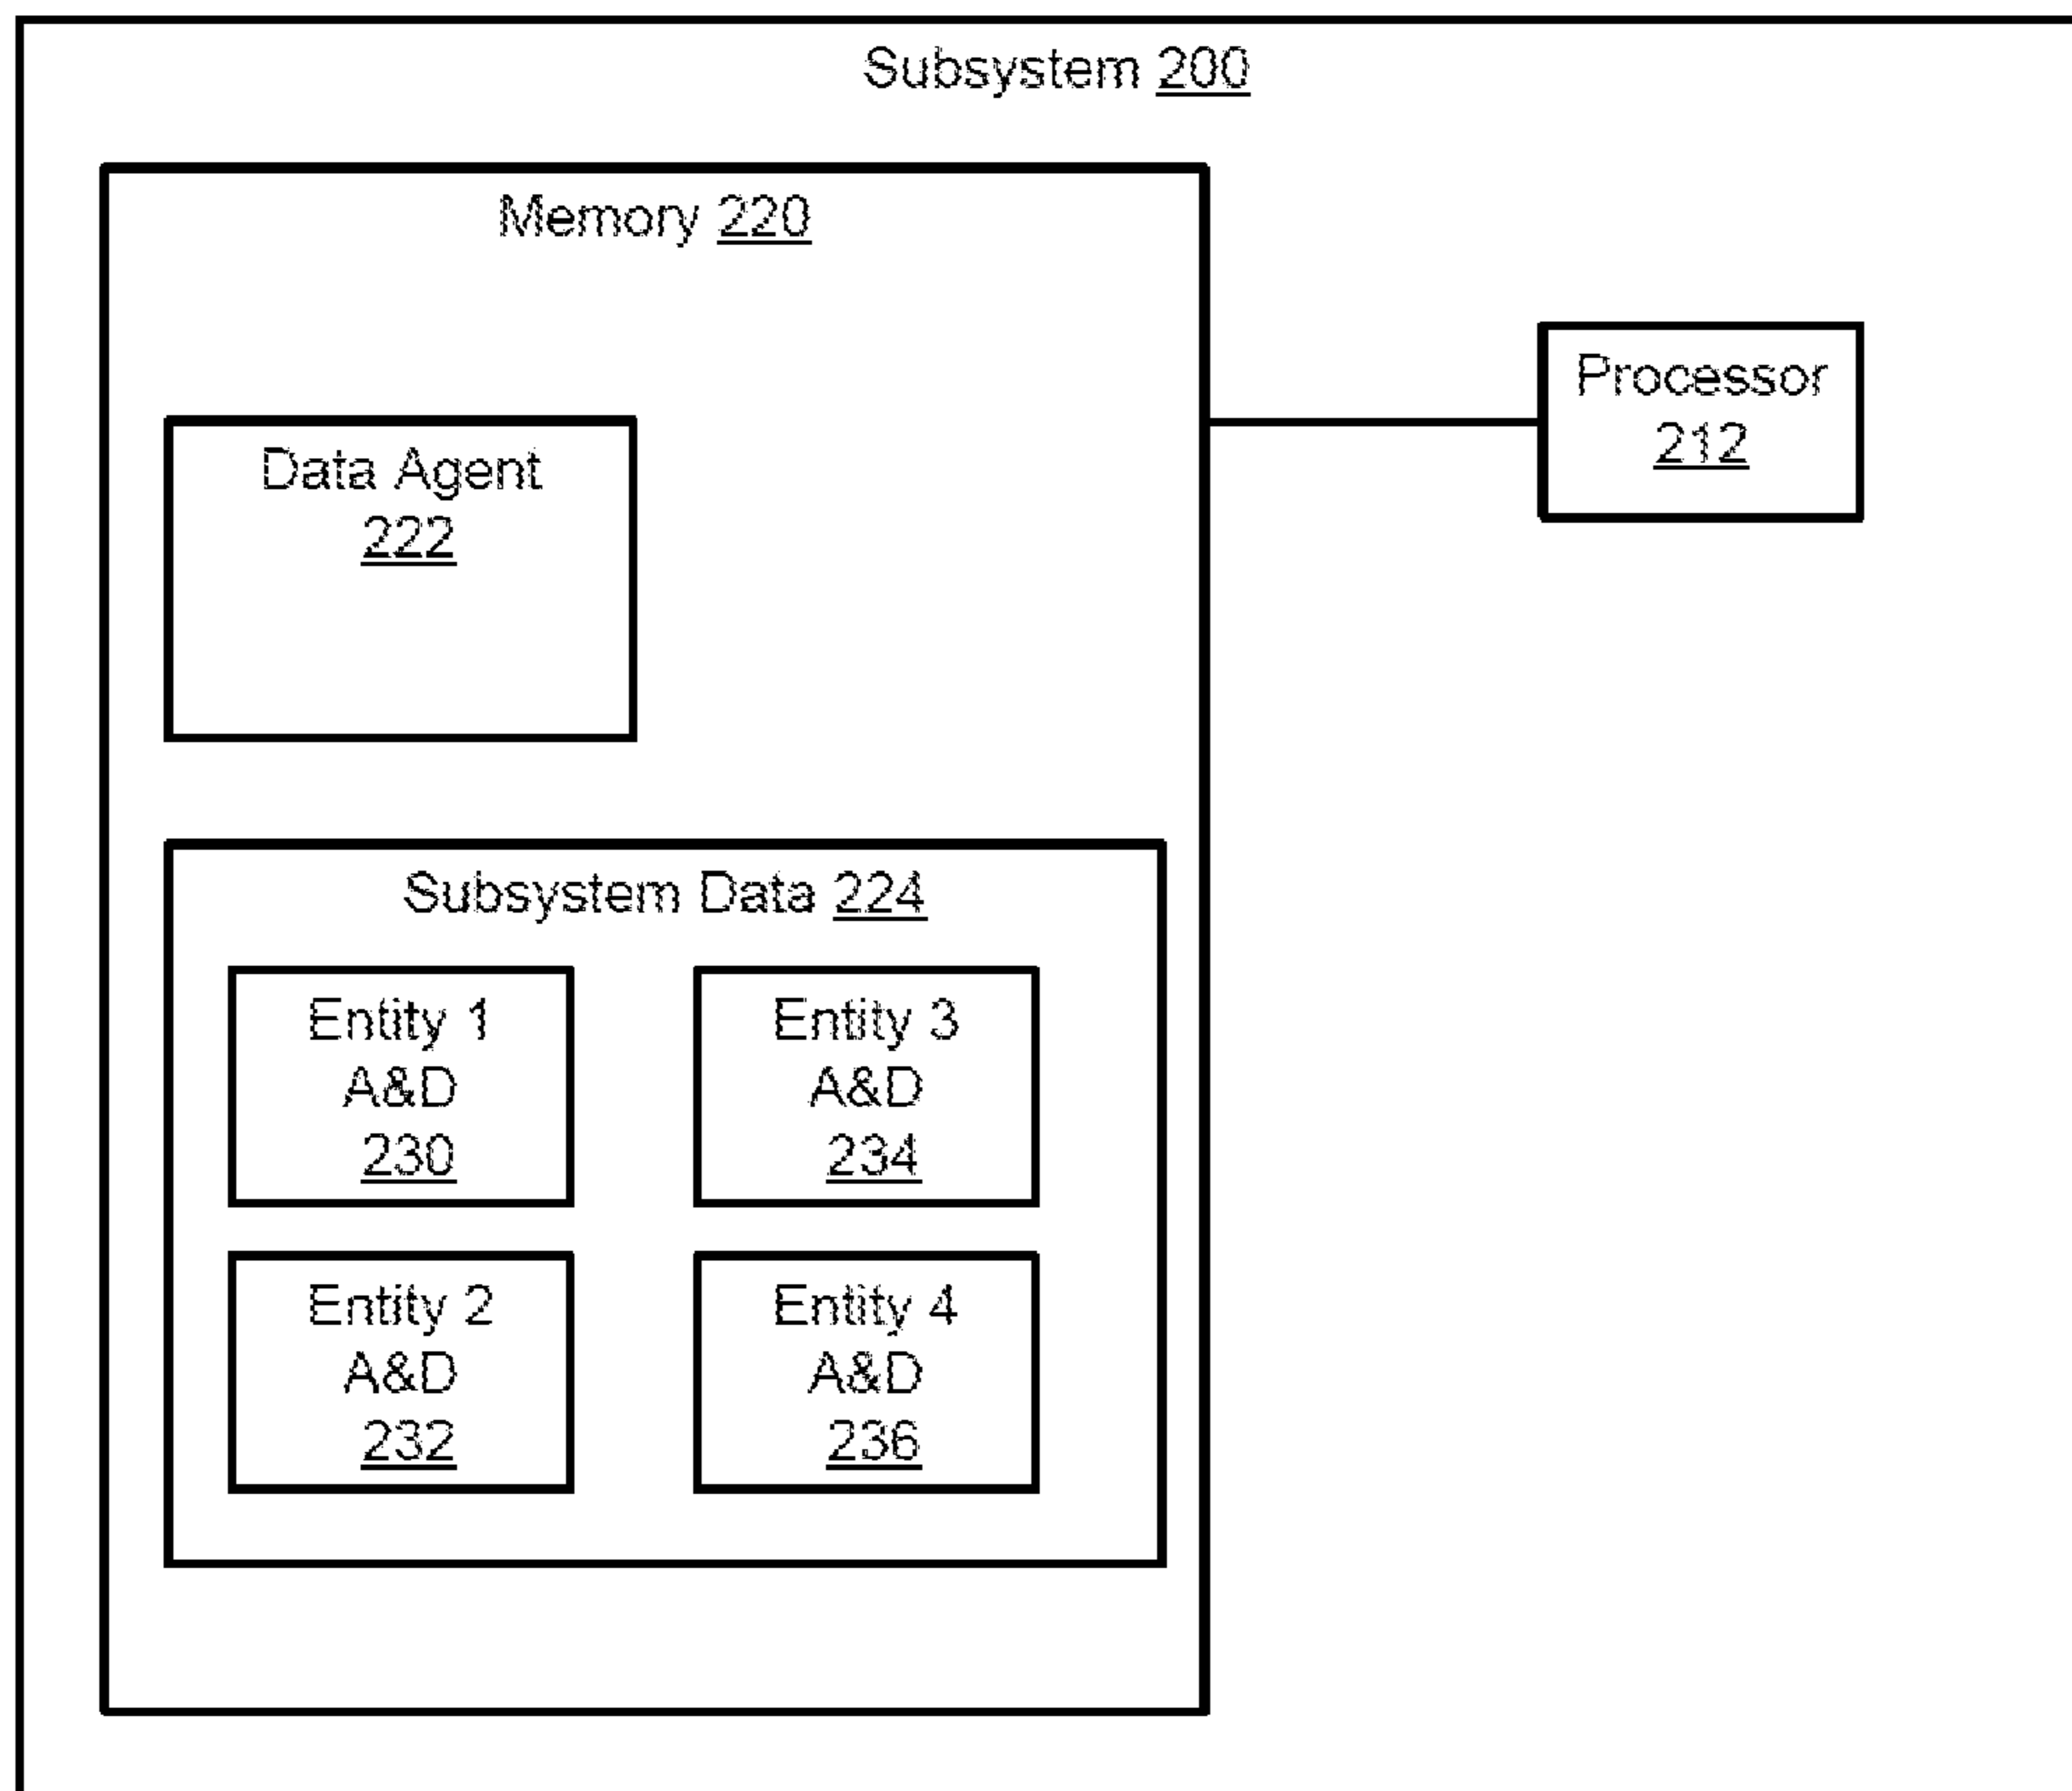 Subsystem 200
Memory 220
Processor
212
Data Agent
222
Subsystem Data 224
Entity 1
A&D
230
Entity 3
A&D
234
Entity 2
A&D
232
Entity 4
A&D
236